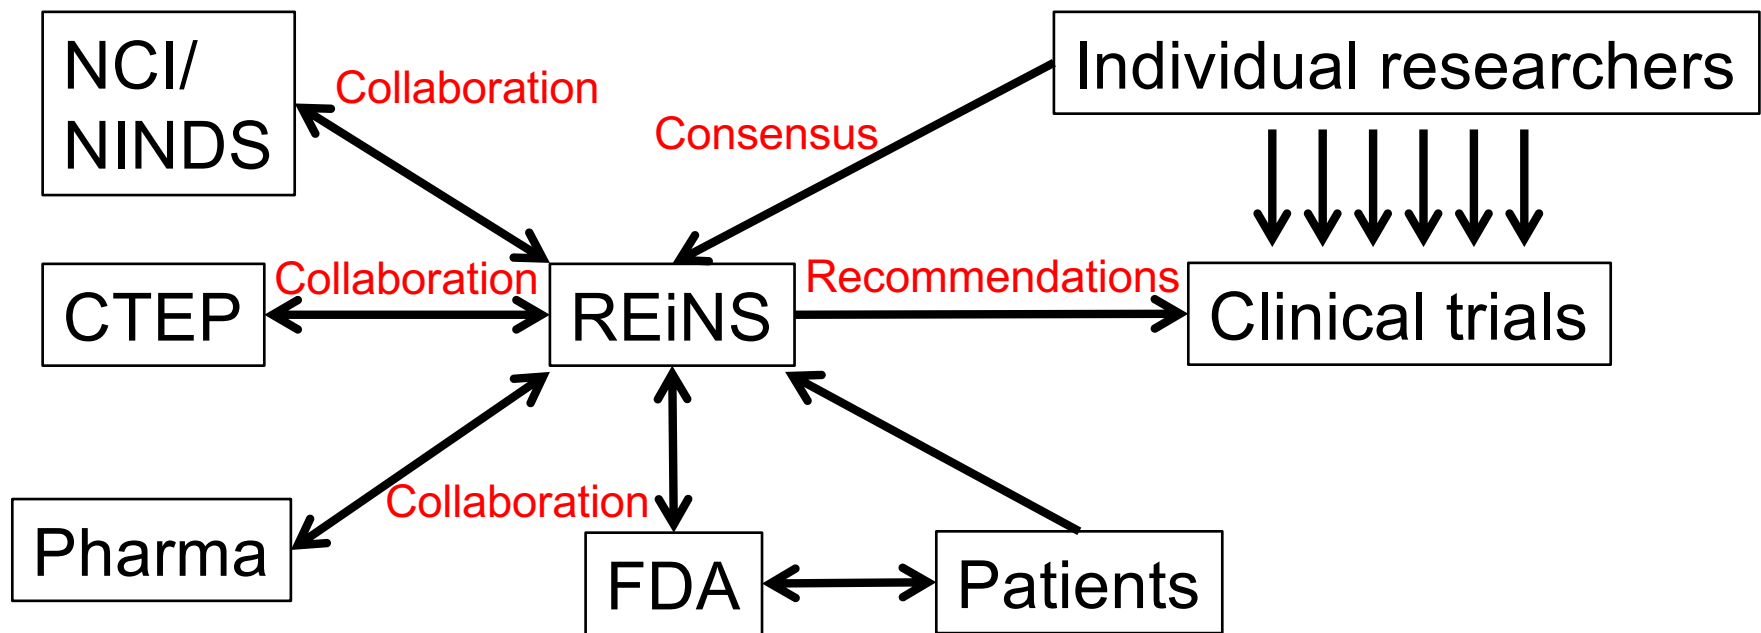 NCI/
NINDS
Collaboration
Consensus
Individual researchers
CTEP
Collaboration
REiNS
Recommendations
Clinical trials
Pharma
Collaboration
FDA
Patients